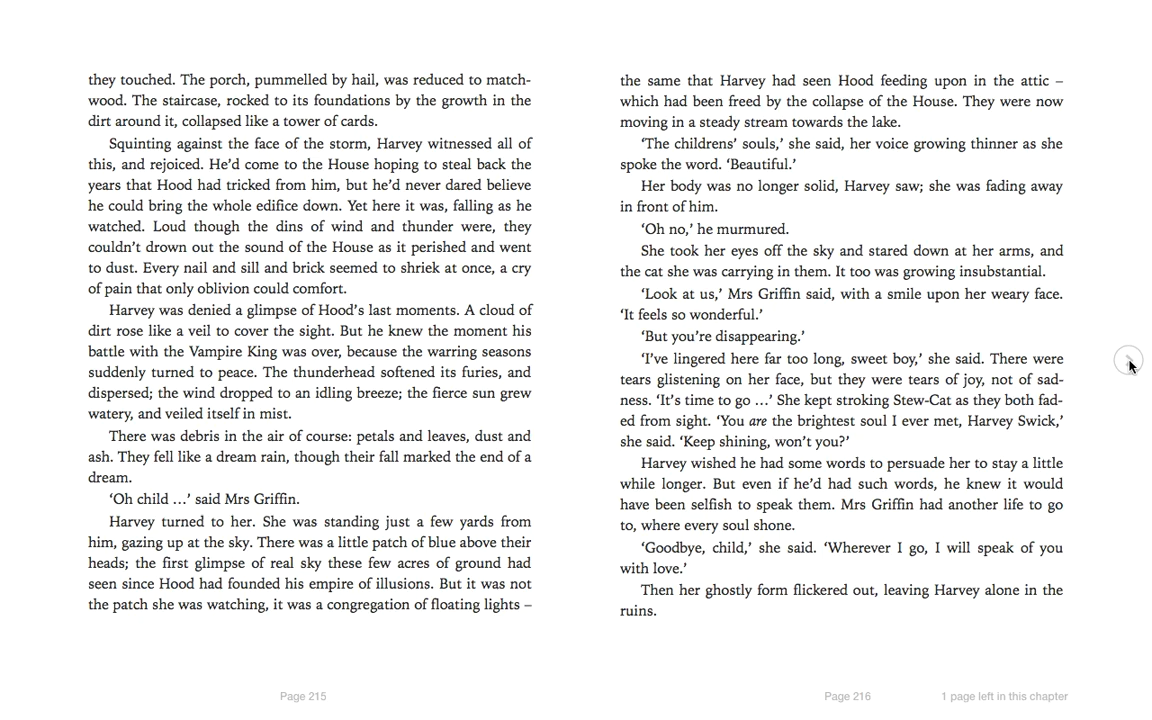 they touched. The porch, pummelled by hail, was reduced to match-
wood. The staircase, rocked to its foundations by the growth in the
dirt around it, collapsed like a tower of cards.
Squinting against the face of the storm, Harvey witnessed all of
this, and rejoiced. He’d come to the House hoping to steal back the
years that Hood had tricked from him, but he’d never dared believe
he could bring the whole edifice down. Yet here it was, falling as he
watched. Loud though the dins of wind and thunder were, they
couldn’t drown out the sound of the House as it perished and went
to dust. Every nail and sill and brick seemed to shriek at once, a cry
of pain that only oblivion could comfort.
Harvey was denied a glimpse of Hood’s last moments. A cloud of
dirt rose like a veil to cover the sight. But he knew the moment his
battle with the Vampire King was over, because the warring seasons
suddenly turned to peace. The thunderhead softened its furies, and
dispersed; the wind dropped to an idling breeze; the fierce sun grew
watery, and veiled itself in mist.
There was debris in the air of course: petals and leaves, dust and
ash. They fell like a dream rain, though their fall marked the end of a
dream.
‘Oh child …’ said Mrs Griffin.
Harvey turned to her. She was standing just a few yards from
him, gazing up at the sky. There was a little patch of blue above their
heads; the first glimpse of real sky these few acres of ground had
seen since Hood had founded his empire of illusions. But it was not
the patch she was watching, it was a congregation of floating lights –
Page 215
the same that Harvey had seen Hood feeding upon in the attic –
which had been freed by the collapse of the House. They were now
moving in a steady stream towards the lake.
‘The childrens’ souls,’ she said, her voice growing thinner as she
spoke the word. ‘Beautiful.’
Her body was no longer solid, Harvey saw; she was fading away
in front of him.
‘Oh no,’ he murmured.
She took her eyes off the sky and stared down at her arms, and
the cat she was carrying in them. It too was growing insubstantial.
‘Look at us,’ Mrs Griffin said, with a smile upon her weary face.
‘It feels so wonderful.’
‘But you’re disappearing.’
‘I’ve lingered here far too long, sweet boy,’ she said. There were
tears glistening on her face, but they were tears of joy, not of sad-
ness. ‘It’s time to go …’ She kept stroking Stew-Cat as they both fad-
ed from sight. ‘You are the brightest soul I ever met, Harvey Swick,’
she said. ‘Keep shining, won’t you?’
Harvey wished he had some words to persuade her to stay a little
while longer. But even if he’d had such words, he knew it would
have been selfish to speak them. Mrs Griffin had another life to go
to, where every soul shone.
‘Goodbye, child,’ she said. ‘Wherever I go, I will speak of you
with love.’
Then her ghostly form flickered out, leaving Harvey alone in the
ruins.
Page 216
1 page left in this chapter